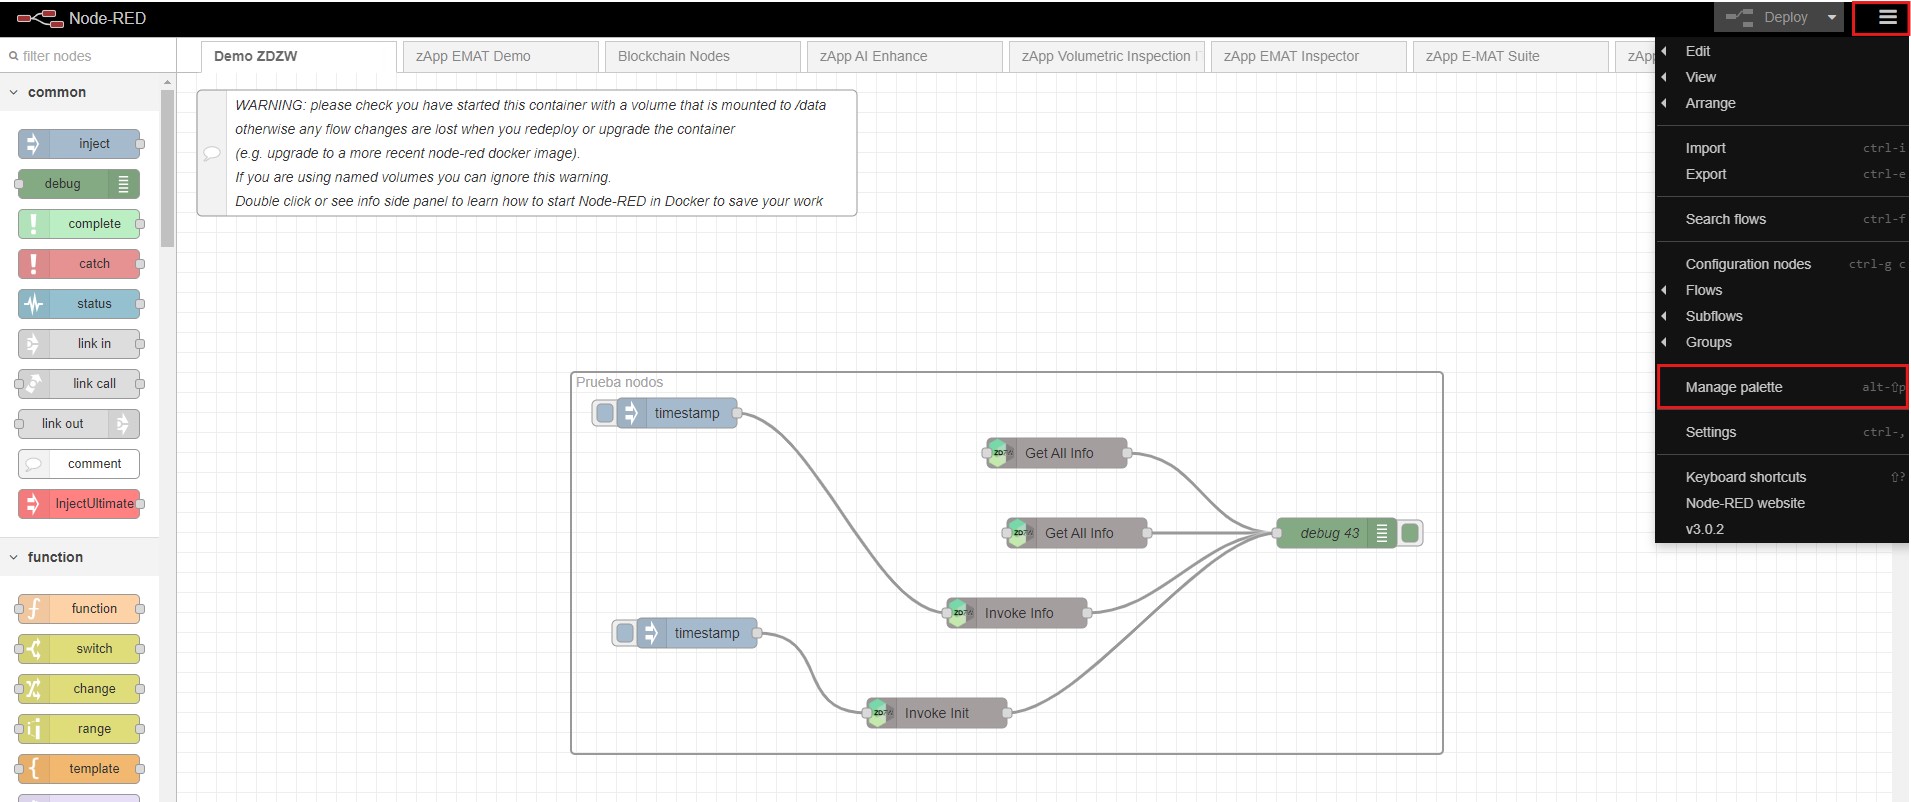 Node-RED
Deploy
filter nodes
Demo ZDZW
zApp EMAT Demo
Blockchain Nodes
zApp AI Enhance
zApp Volumetric Inspection
zApp EMAT Inspector
zApp E-MAT Suite
common
inject
debug
complete
catch
status
link in
link call
link out
comment
InjectUltimate
function
function
switch
change
range
template
WARNING: please check you have started this container with a volume that is mounted to /data
otherwise any flow changes are lost when you redeploy or upgrade the container
(e.g. upgrade to a more recent node-red docker image).
If you are using named volumes you can ignore this warning.
Double click or see info side panel to learn how to start Node-RED in Docker to save your work
Prueba nodos
timestamp
ZDZW Get All Info
ZDZW Get All Info
debug 43
ZDZW Invoke Info
timestamp
ZDZW Invoke Init
Edit
View
Arrange
Import ctrl-i
Export ctrl-e
Search flows ctrl-f
Configuration nodes ctrl-g c
Flows
Subflows
Groups
Manage palette alt-⇧p
Settings ctrl-,
Keyboard shortcuts ⇧?
Node-RED website
v3.0.2